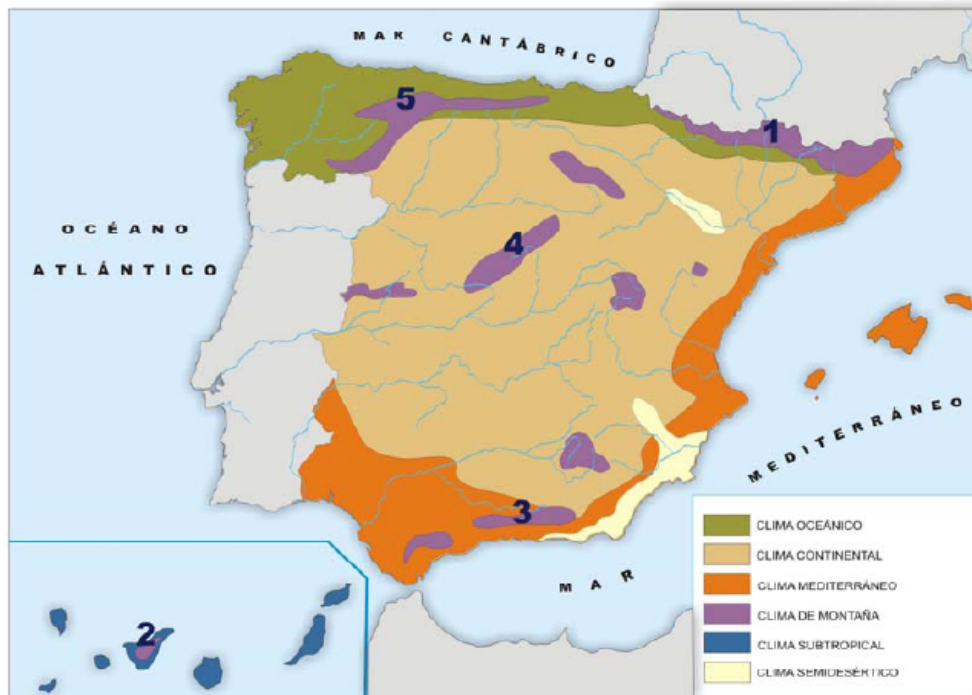 MAR CANTÁBRICO
5
1
OCÉANO
ATLÁNTICO
4
MEDITERRÁNEO
3
MAR
2
CLIMA OCEÁNICO
CLIMA CONTINENTAL
CLIMA MEDITERRÁNEO
CLIMA DE MONTAÑA
CLIMA SUBTROPICAL
CLIMA SEMIDESÉRTICO